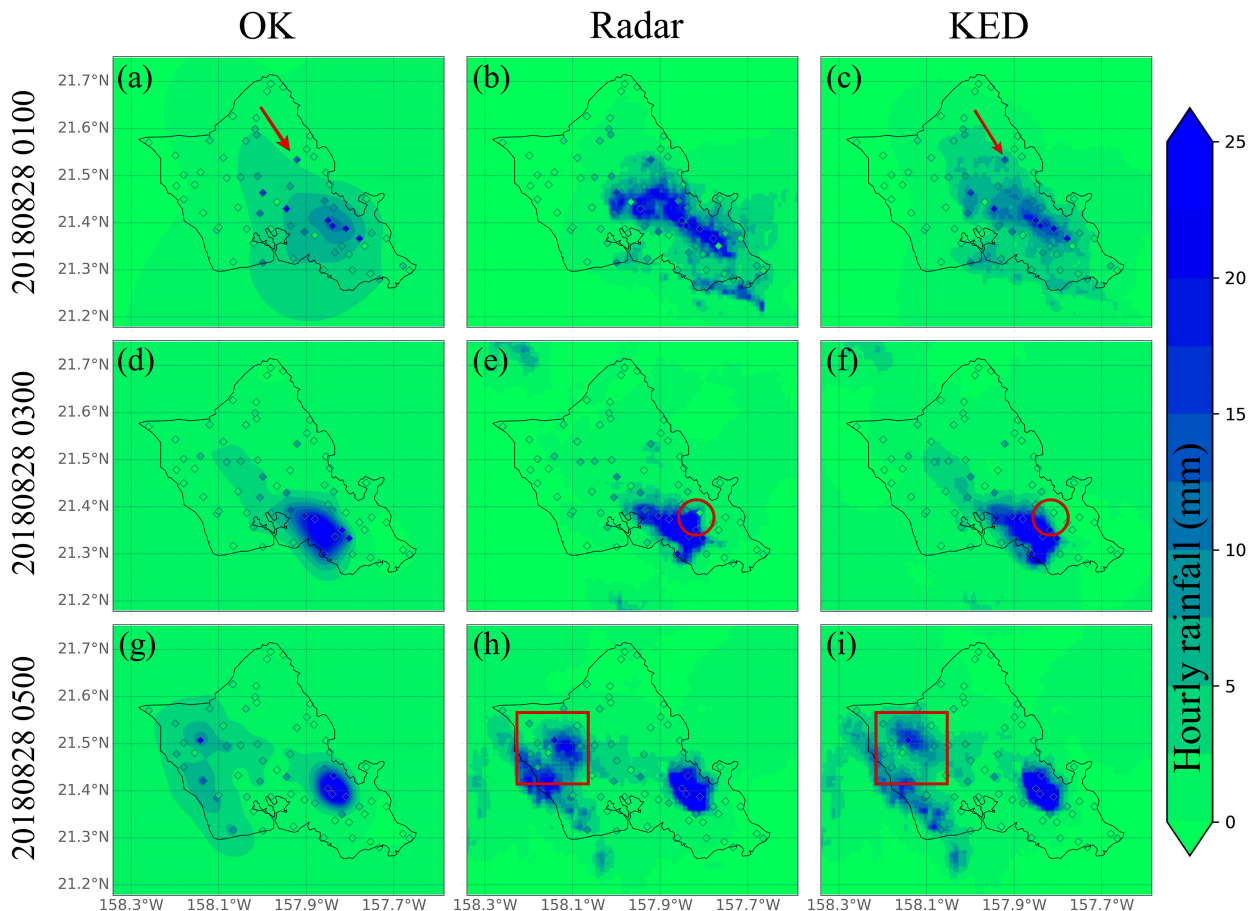 OK Radar KED
20180828 0100
(a) (b) (c)
21.7°N
21.6°N
21.5°N
21.4°N
21.3°N
21.2°N
20180828 0300
(d) (e) (f)
21.7°N
21.6°N
21.5°N
21.4°N
21.3°N
21.2°N
20180828 0500
(g) (h) (i)
21.7°N
21.6°N
21.5°N
21.4°N
21.3°N
21.2°N
158.3°W 158.1°W 157.9°W 157.7°W 158.3°W 158.1°W 157.9°W 157.7°W 158.3°W 158.1°W 157.9°W 157.7°W
Hourly rainfall (mm)
25
20
15
10
5
0